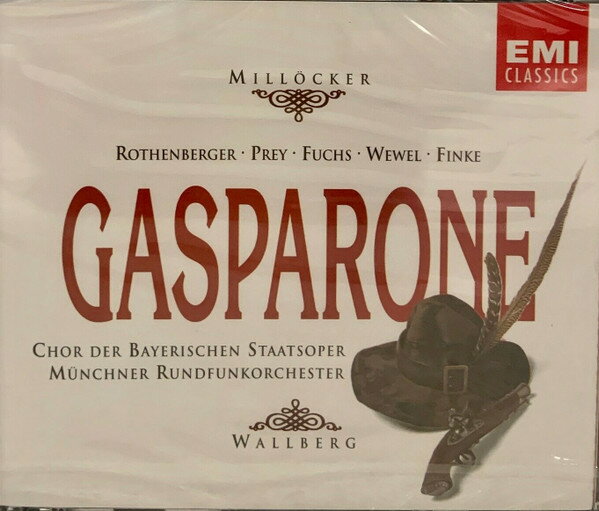 EMI
CLASSICS
MILLÖCKER
ROTHENBERGER · PREY · FUCHS · WEWEL · FINKE
GASPARONE
CHOR DER BAYERISCHEN STAATSOPER
MÜNCHNER RUNDFUNKORCHESTER
WALLBERG